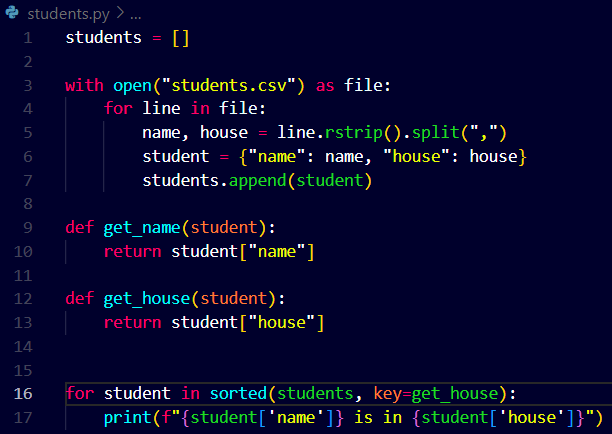 students.py > ...
1 students = []
2
3 with open("students.csv") as file:
4     for line in file:
5         name, house = line.rstrip().split(",")
6         student = {"name": name, "house": house}
7         students.append(student)
8
9 def get_name(student):
10     return student["name"]
11
12 def get_house(student):
13     return student["house"]
14
15
16 for student in sorted(students, key=get_house):
17     print(f"{student['name']} is in {student['house']}")